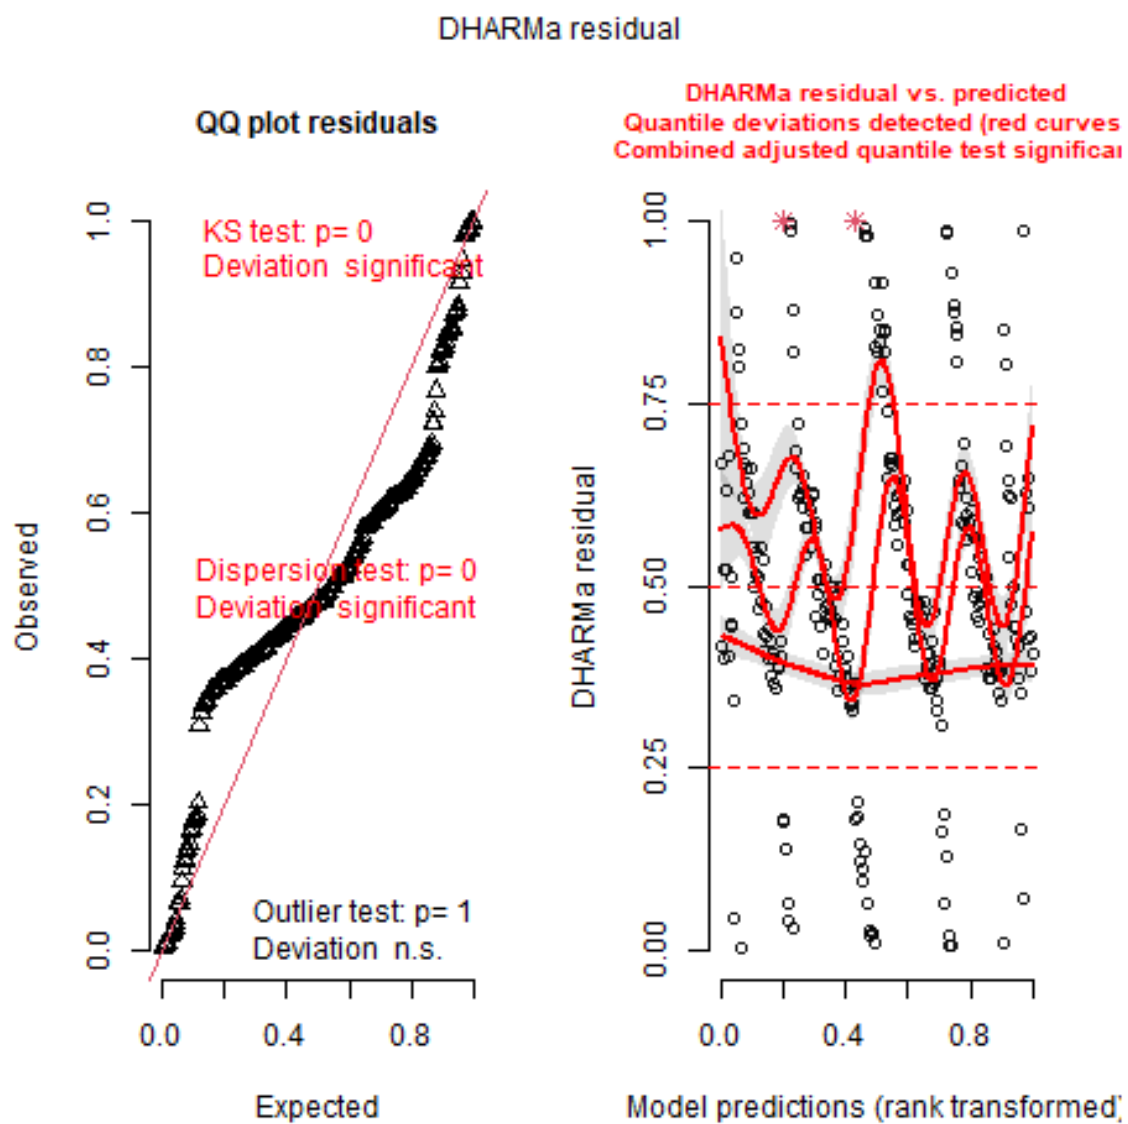 DHARMa residual
QQ plot residuals
KS test: p= 0
Deviation significant
Dispersion test: p= 0
Deviation significant
Outlier test: p= 1
Deviation n.s.
Observed
0.0 0.2 0.4 0.6 0.8 1.0
0.0 0.4 0.8
Expected
DHARMa residual vs. predicted
Quantile deviations detected (red curves
Combined adjusted quantile test significan
DHARMa residual
0.00 0.25 0.50 0.75 1.00
0.0 0.4 0.8
Model predictions (rank transformed)